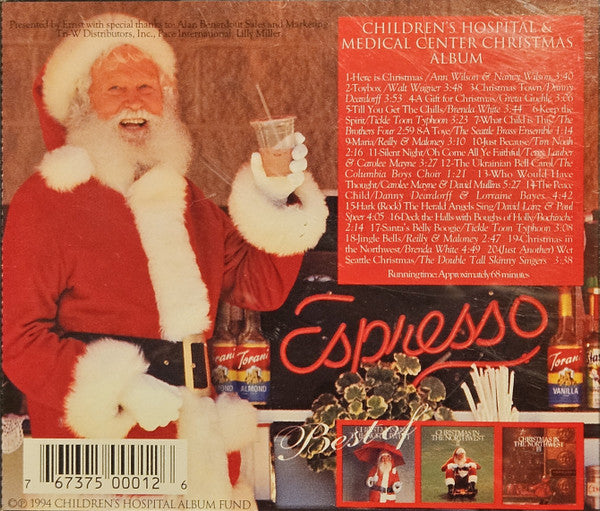 Presented by Ernst with special thanks to: Alan Betserdout Sales and Marketing
Tri-W Distributors, Inc., Pace International, Lilly Miller
CHILDREN'S HOSPITAL &
MEDICAL CENTER CHRISTMAS
ALBUM
1-Here is Christmas /Ann Wilson & Nancy Wilson 3:40
2-Toybox /Walt Wagner 3:48 3-Christmas Town/Danny
Deardorff 3:53 4-A Gift for Christmas/Greta Guehle 3:06
5-Till You Get The Chills/Brenda White 3:44 6-Keep the
Spirit/Tickle Toon Typhoon 3:23 7-What Child is This/The
Brothers Four 2:59 8-A Toye/The Seattle Brass Ensemble 1:14
9-Maria/Reilly & Maloney 3:10 10-Just Because/Tim Noah
2:16 11-Silent Night/Oh Come All Ye Faithful/Tepe Lauber
& Carolee Mayne 3:27 12-The Ukrainian Bell Carol/The
Columbia Boys Choir 1:21 13-Who Would Have
Thought/Carolee Mayne & David Mullins 5:27 14-The Peace
Child/Danny Deardorff & Lorraine Bayes 4:42
15-Hark (Rock) The Herald Angels Sing/David Lanz & Paul
Speer 4:05 16-Deck the Halls with Boughs of Holly/Bochinche
2:14 17-Santa's Belly Boogie/Tickle Toon Typhoon 3:08
18-Jingle Bells/Reilly & Maloney 2:47 19-Christmas
in the Northwest/Brenda White 4:49 20-(Just Another) Wet
Seattle Christmas/The Double Tall Skinny Singers 3:38
Running time: Approximately 68 minutes
Espresso
Torani
Torani
ALMOND
Torani
VANILLA
Best of
CHRISTMAS IN
THE NORTHWEST
CHRISTMAS IN
THE NORTHWEST
7 67375 00012 6
©℗ 1994 CHILDREN'S HOSPITAL ALBUM FUND